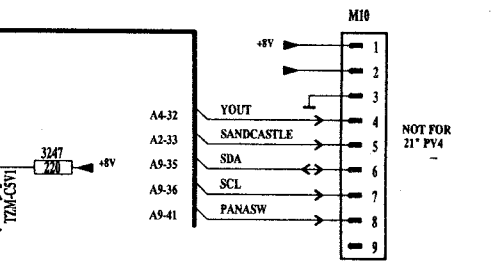 M10
+8V
1
2
3
A4-32 YOUT 4
A2-33 SANDCASTLE 5
NOT FOR
21" PV4
A9-35 SDA 6
A9-36 SCL 7
A9-41 PANASW 8
9
3247
220
+8V
TZM-C5V1